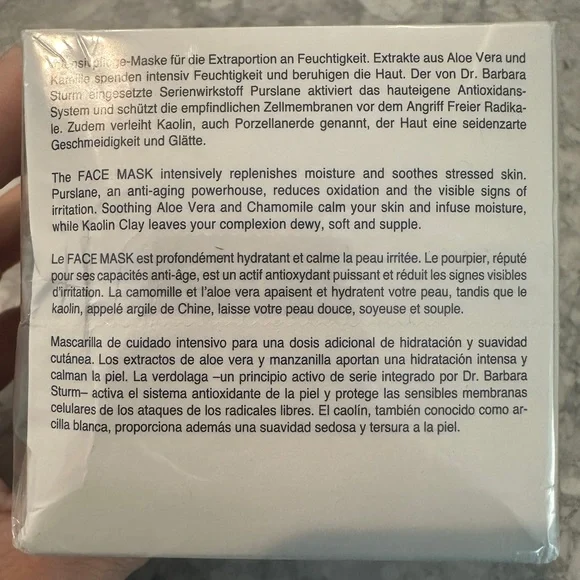 -Maske für die Extraportion an Feuchtigkeit. Extrakte aus Aloe Vera und
Kamille spenden intensiv Feuchtigkeit und beruhigen die Haut. Der von Dr. Barbara
Sturm eingesetzte Serienwirkstoff Purslane aktiviert das hauteigene Antioxidans-
System und schützt die empfindlichen Zellmembranen vor dem Angriff Freier Radika-
le. Zudem verleiht Kaolin, auch Porzellanerde genannt, der Haut eine seidenzarte
Geschmeidigkeit und Glätte.
The FACE MASK intensively replenishes moisture and soothes stressed skin.
Purslane, an anti-aging powerhouse, reduces oxidation and the visible signs of
irritation. Soothing Aloe Vera and Chamomile calm your skin and infuse moisture,
while Kaolin Clay leaves your complexion dewy, soft and supple.
Le FACE MASK est profondément hydratant et calme la peau irritée. Le pourpier, réputé
pour ses capacités anti-âge, est un actif antioxydant puissant et réduit les signes visibles
d'irritation. La camomille et l'aloe vera apaisent et hydratent votre peau, tandis que le
kaolin, appelé argile de Chine, laisse votre peau douce, soyeuse et souple.
Mascarilla de cuidado intensivo para una dosis adicional de hidratación y suavidad
cutánea. Los extractos de aloe vera y manzanilla aportan una hidratación intensa y
calman la piel. La verdolaga –un principio activo de serie integrado por Dr. Barbara
Sturm– activa el sistema antioxidante de la piel y protege las sensibles membranas
celulares de los ataques de los radicales libres. El caolín, también conocido como ar-
cilla blanca, proporciona además una suavidad sedosa y tersura a la piel.